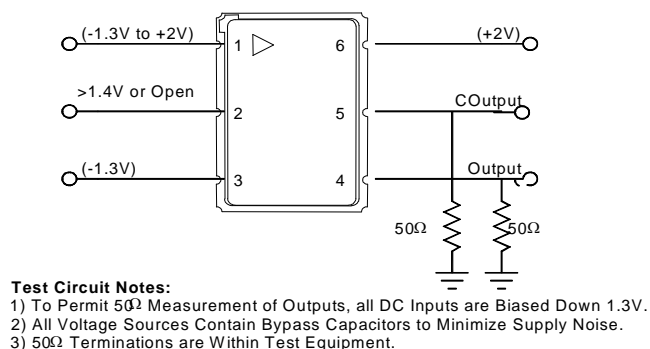 (-1.3V to +2V)
1
6
(+2V)
>1.4V or Open
2
5
COutput
(-1.3V)
3
4
Output
50Ω
50Ω
Test Circuit Notes:
1) To Permit 50Ω Measurement of Outputs, all DC Inputs are Biased Down 1.3V.
2) All Voltage Sources Contain Bypass Capacitors to Minimize Supply Noise.
3) 50Ω Terminations are Within Test Equipment.